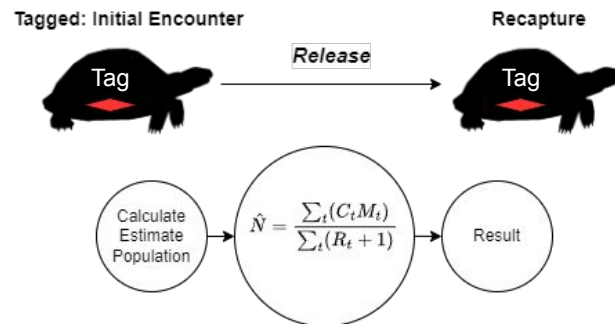 Tagged: Initial Encounter
Recapture
Release
Tag
Tag
Calculate
Estimate
Population
N̂ = ∑ₜ(CₜMₜ) / ∑ₜ(Rₜ + 1)
Result